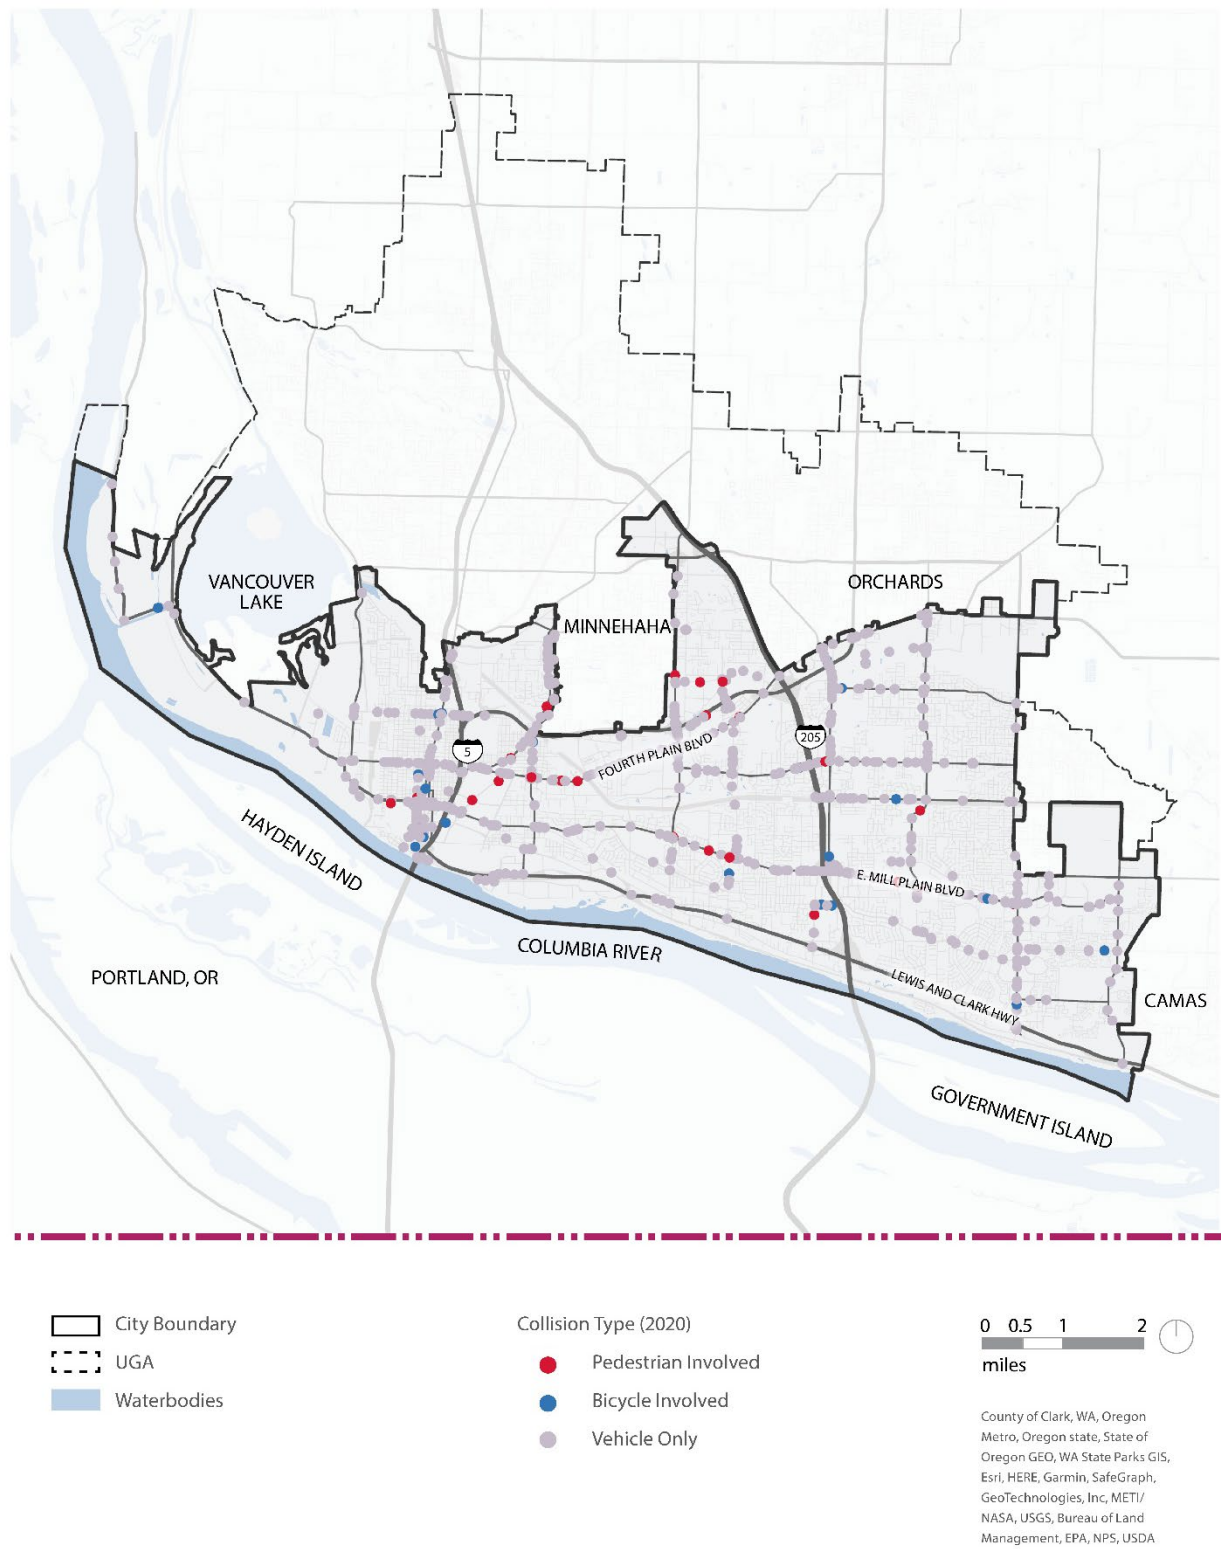 VANCOUVER
LAKE
ORCHARDS
MINNEHAHA
5
205
FOURTH PLAIN BLVD
HAYDEN ISLAND
E. MILL PLAIN BLVD
COLUMBIA RIVER
PORTLAND, OR
LEWIS AND CLARK HWY
CAMAS
GOVERNMENT ISLAND
City Boundary
UGA
Waterbodies
Collision Type (2020)
Pedestrian Involved
Bicycle Involved
Vehicle Only
0 0.5 1 2
miles
County of Clark, WA, Oregon
Metro, Oregon state, State of
Oregon GEO, WA State Parks GIS,
Esri, HERE, Garmin, SafeGraph,
GeoTechnologies, Inc, METI/
NASA, USGS, Bureau of Land
Management, EPA, NPS, USDA